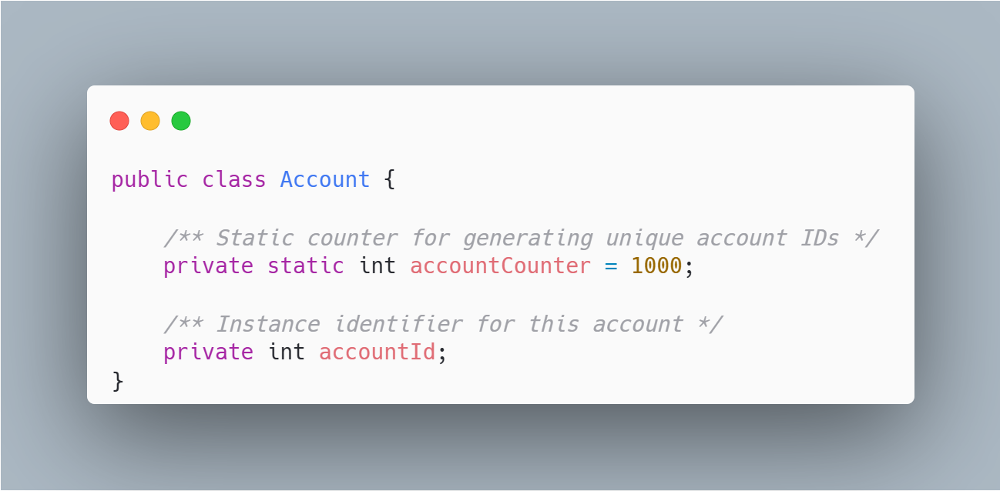 public class Account {
/** Static counter for generating unique account IDs */
private static int accountCounter = 1000;
/** Instance identifier for this account */
private int accountId;
}